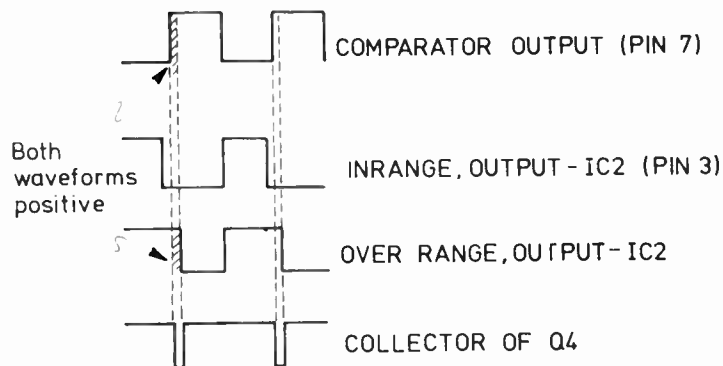 COMPARATOR OUTPUT (PIN 7)
Both
waveforms
positive
INRANGE, OUTPUT-IC2 (PIN 3)
OVER RANGE, OUTPUT-IC2
COLLECTOR OF Q4